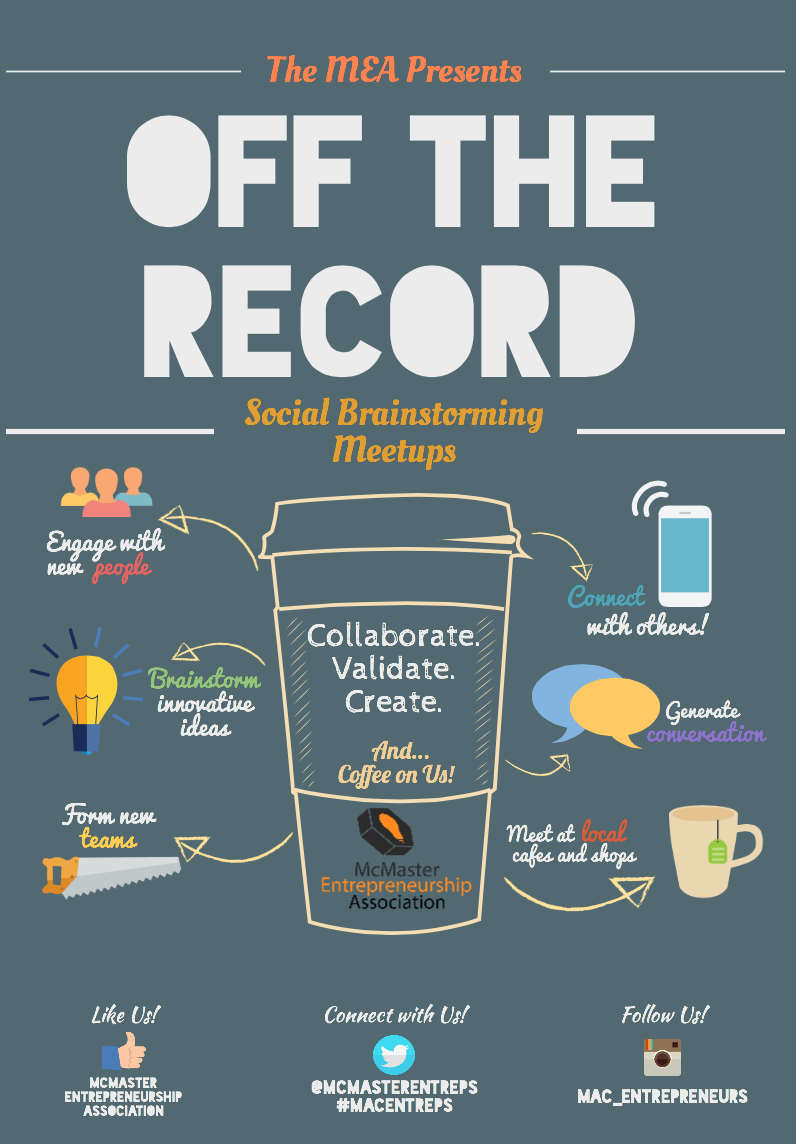 The MEA Presents
OFF THE
RECORD
Social Brainstorming
Meetups
Engage with
new people
Connect
with others!
Collaborate.
Validate.
Create.
And...
Coffee on Us!
Brainstorm
innovative
ideas
Generate
conversation
Form new
teams
Meet at local
cafes and shops
McMaster
Entrepreneurship
Association
Like Us!
MCMASTER
ENTREPRENEURSHIP
ASSOCIATION
Connect with Us!
@MCMASTERENTREPS
#MACENTREPS
Follow Us!
MAC_ENTREPRENEURS